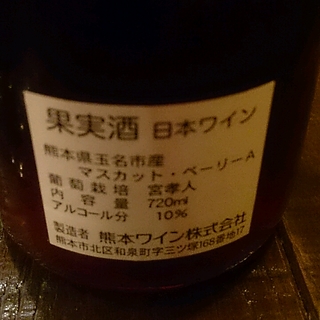 果実酒 日本ワイン
熊本県玉名市産
マスカット・ベーリーA
葡萄栽培 宮孝人
内容量 720ml
アルコール分 10%
製造者 熊本ワイン株式会社
熊本市北区和泉町字三ツ塚168番地17